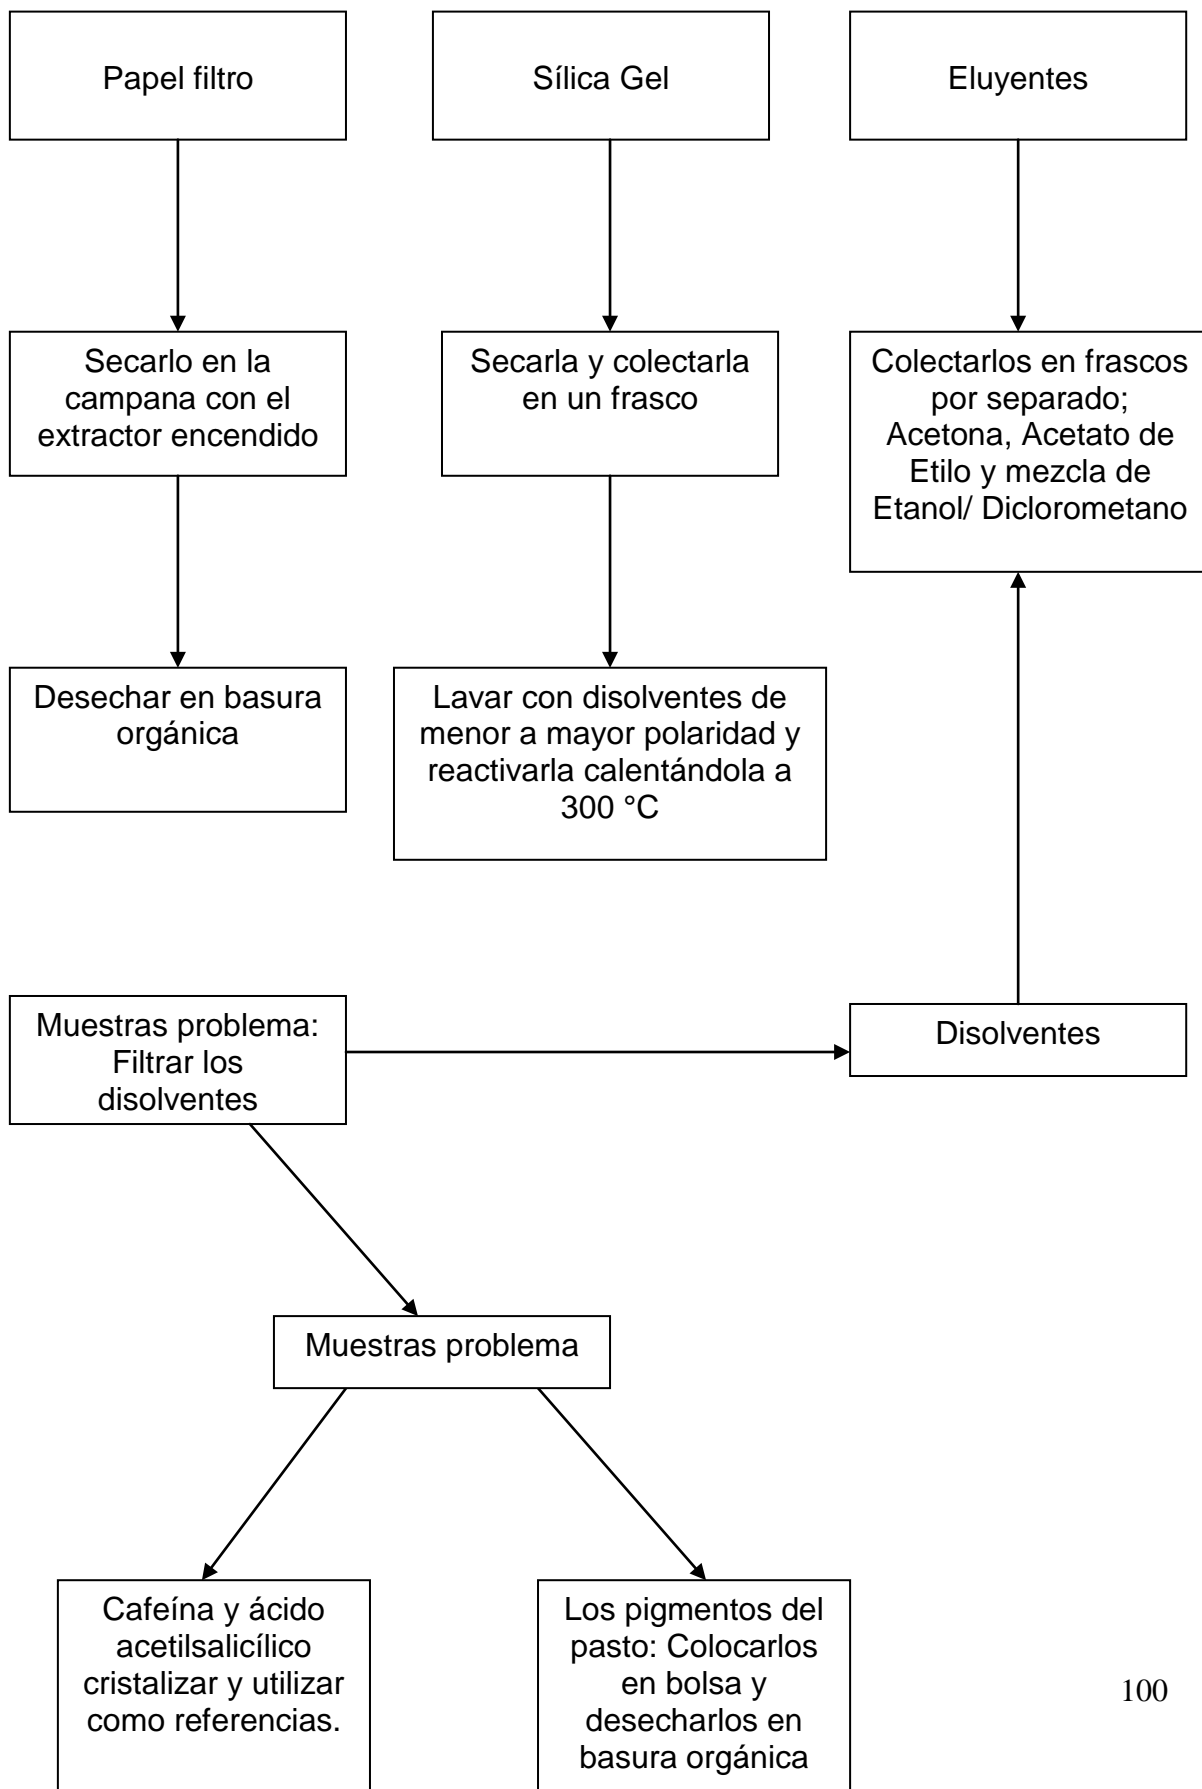 Papel filtro
Sílica Gel
Eluyentes
Secarlo en la
campana con el
extractor encendido
Secarla y colectarla
en un frasco
Colectarlos en frascos
por separado;
Acetona, Acetato de
Etilo y mezcla de
Etanol/ Diclorometano
Desechar en basura
orgánica
Lavar con disolventes de
menor a mayor polaridad y
reactivarla calentándola a
300 °C
Muestras problema:
Filtrar los
disolventes
Disolventes
Muestras problema
Cafeína y ácido
acetilsalicílico
cristalizar y utilizar
como referencias.
Los pigmentos del
pasto: Colocarlos
en bolsa y
desecharlos en
basura orgánica
100